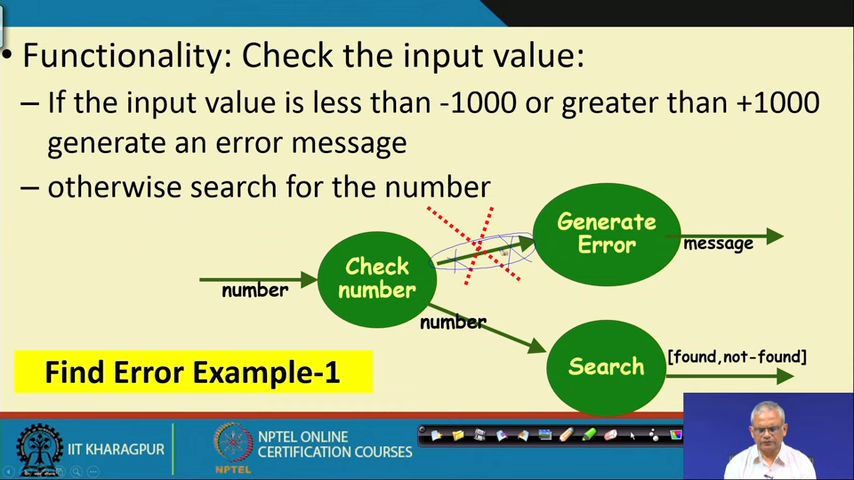 • Functionality: Check the input value:
– If the input value is less than -1000 or greater than +1000
generate an error message
– otherwise search for the number
Generate
Error
message
Check
number
number
number
Search
[found,not-found]
Find Error Example-1
IIT KHARAGPUR
NPTEL
NPTEL ONLINE
CERTIFICATION COURSES